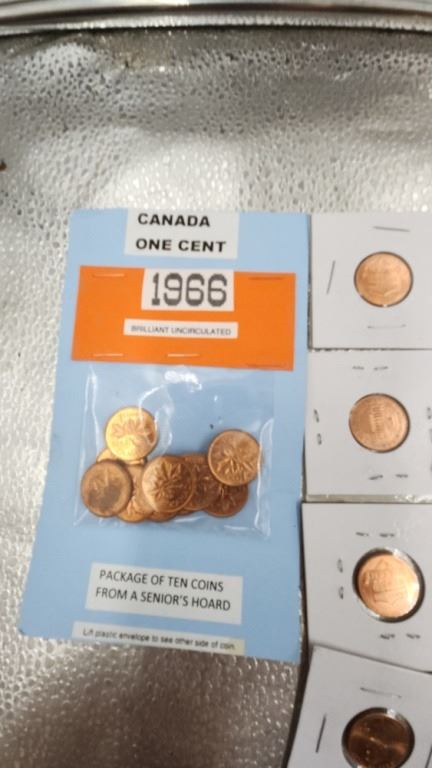 CANADA
ONE CENT
1966
BRILLIANT UNCIRCULATED
PACKAGE OF TEN COINS
FROM A SENIOR'S HOARD
Lift plastic envelope to see other side of coin.